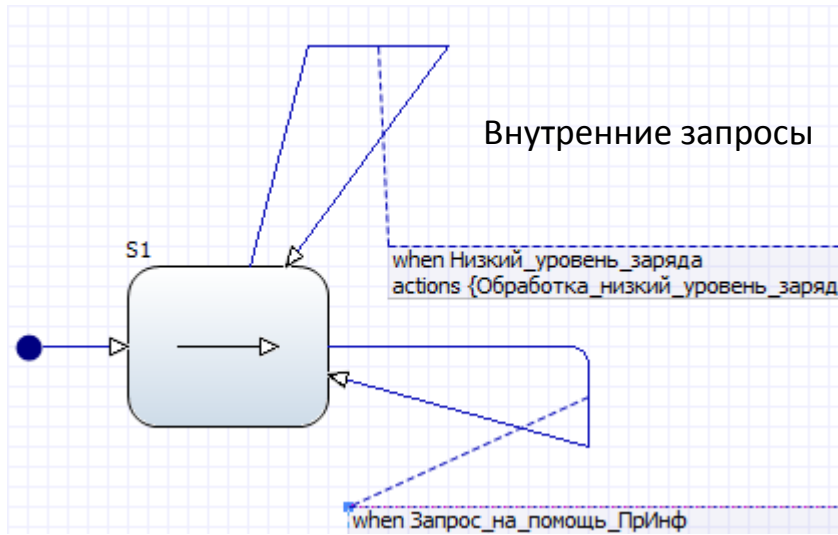 Внутренние запросы
S1
when Низкий_уровень_заряда
actions {Обработка_низкий_уровень_заряд
when Запрос_на_помощь_ПрИнф